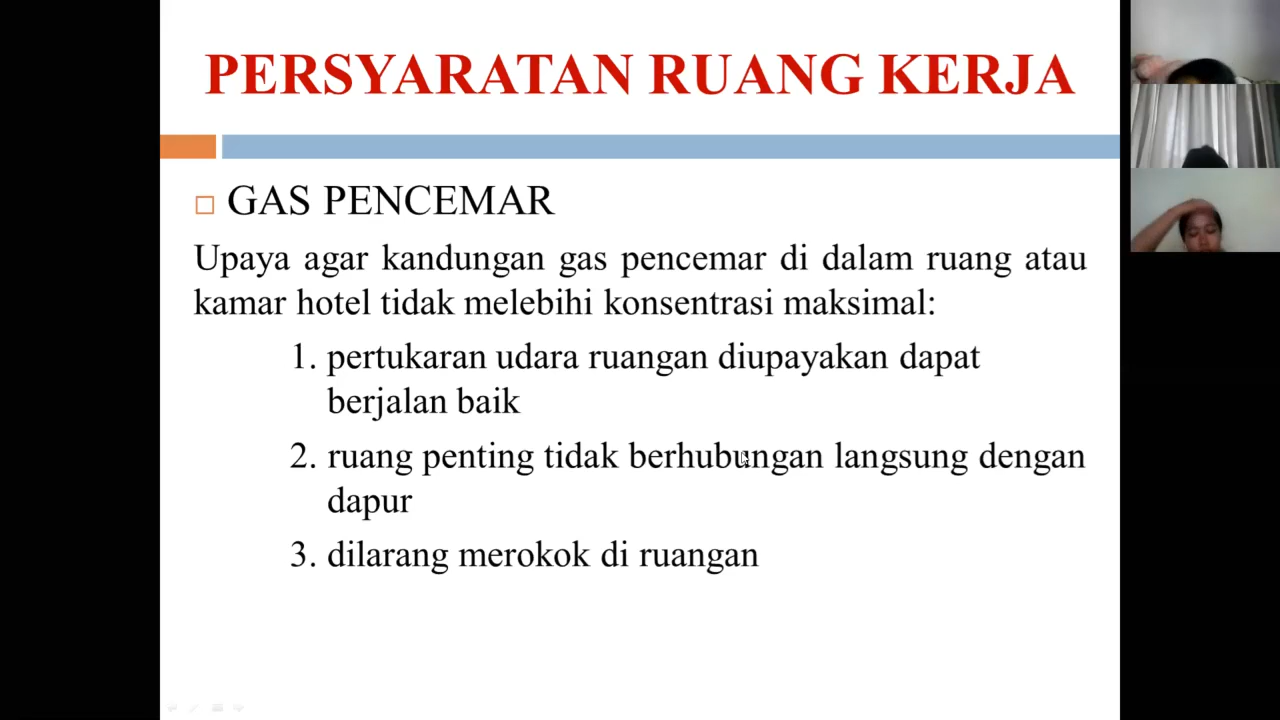 PERSYARATAN RUANG KERJA
GAS PENCEMAR
Upaya agar kandungan gas pencemar di dalam ruang atau
kamar hotel tidak melebihi konsentrasi maksimal:
1. pertukaran udara ruangan diupayakan dapat
berjalan baik
2. ruang penting tidak berhubungan langsung dengan
dapur
3. dilarang merokok di ruangan